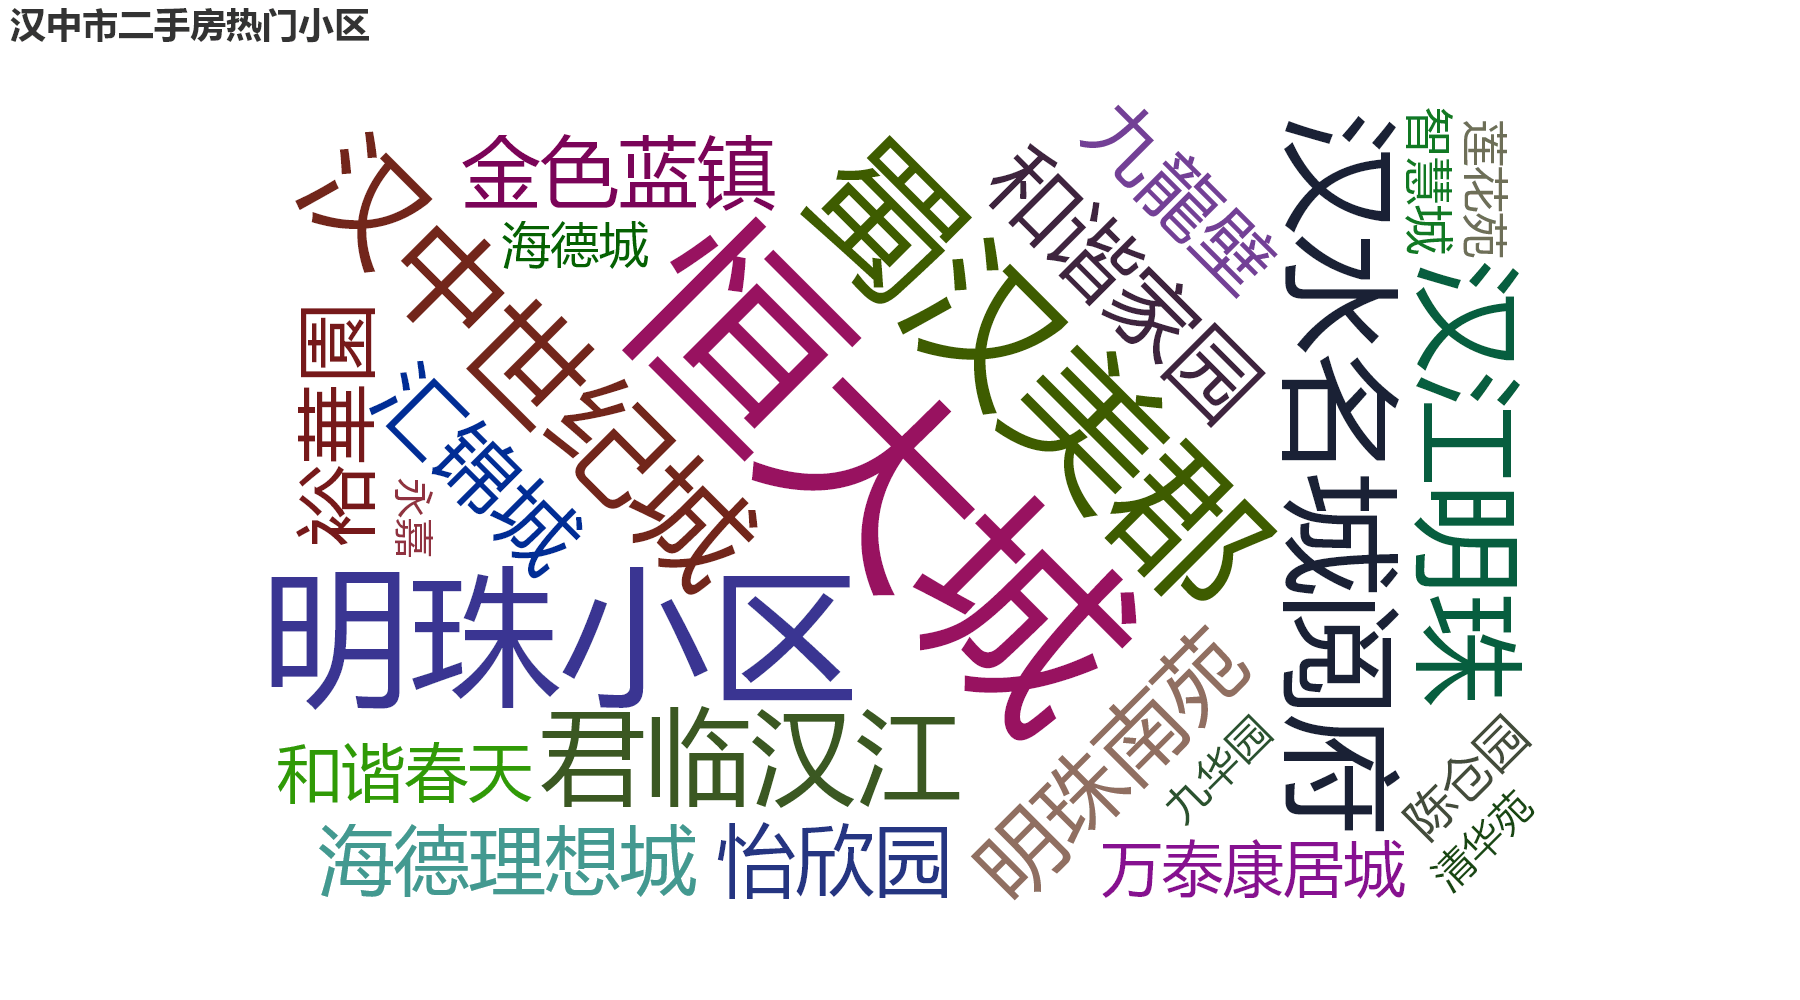 汉中市二手房热门小区
汉中世纪城
金色蓝镇
海德城
恒大城
蜀汉美郡
和谐家园
九龍壁
汉水名城阅府
智慧城
莲花苑
汉江明珠
裕華園
汇锦城
永嘉
明珠小区
君临汉江
和谐春天
海德理想城
怡欣园
明珠南苑
九华园
万泰康居城
陈仓园
清华苑